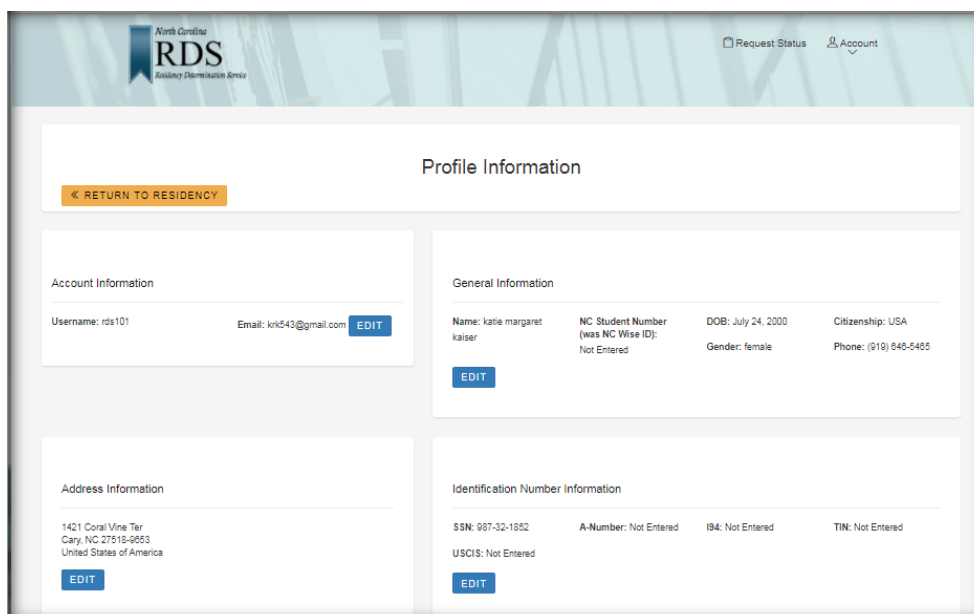 North Carolina
RDS
Residency Determination Service
Request Status
Account
Profile Information
« RETURN TO RESIDENCY
Account Information
Username: rds101
Email: krk543@gmail.com
EDIT
General Information
Name: katie margaret
kaiser
NC Student Number
(was NC Wise ID):
Not Entered
DOB: July 24, 2000
Gender: female
Citizenship: USA
Phone: (919) 646-5465
EDIT
Address Information
1421 Coral Vine Ter
Cary, NC 27518-9653
United States of America
EDIT
Identification Number Information
SSN: 987-32-1852
A-Number: Not Entered
I94: Not Entered
TIN: Not Entered
USCIS: Not Entered
EDIT